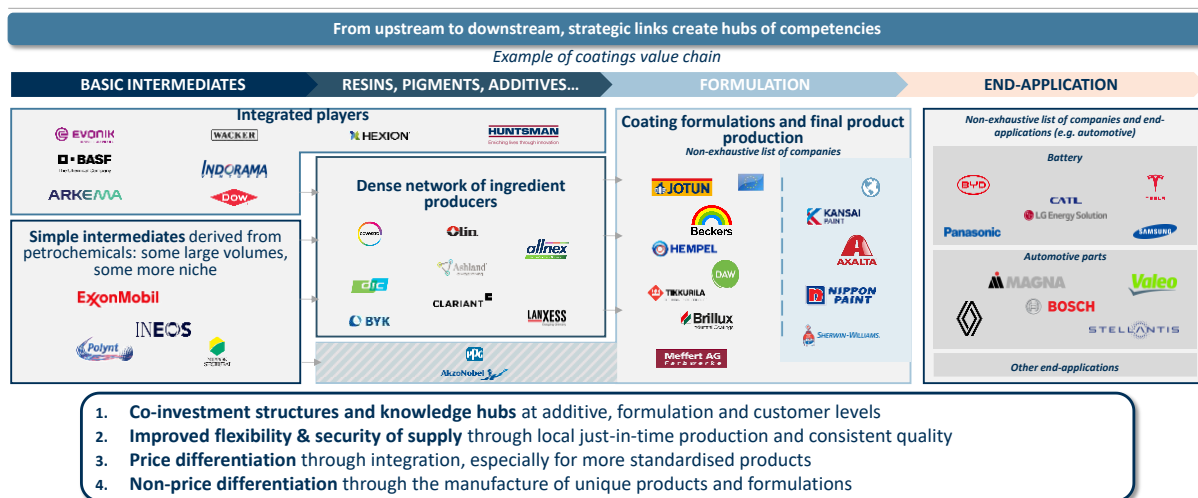 From upstream to downstream, strategic links create hubs of competencies
Example of coatings value chain
BASIC INTERMEDIATES
RESINS, PIGMENTS, ADDITIVES…
FORMULATION
END-APPLICATION
Integrated players
EVONIK
WACKER
HEXION
HUNTSMAN
Enriching lives through innovation
BASF
The Chemical Company
INDORAMA
ARKEMA
DOW
Simple intermediates derived from
petrochemicals: some large volumes,
some more niche
ExxonMobil
INEOS
Polynt
Dense network of ingredient
producers
covestro
Olin
allnex
Ashland
dic
CLARIANT
BYK
LANXESS
PPG
AkzoNobel
Coating formulations and final product
production
Non-exhaustive list of companies
JOTUN
Beckers
HEMPEL
DAW
TIKKURILA
Brillux
Industrial Coatings
Meffert AG
Farbwerke
KANSAI
PAINT
AXALTA
NIPPON
PAINT
SHERWIN-WILLIAMS.
Non-exhaustive list of companies and end-
applications (e.g. automotive)
Battery
BYD
CATL
TESLA
LG Energy Solution
Panasonic
SAMSUNG
Automotive parts
MAGNA
Valeo
BOSCH
STELLANTIS
Other end-applications
1. Co-investment structures and knowledge hubs at additive, formulation and customer levels
2. Improved flexibility & security of supply through local just-in-time production and consistent quality
3. Price differentiation through integration, especially for more standardised products
4. Non-price differentiation through the manufacture of unique products and formulations